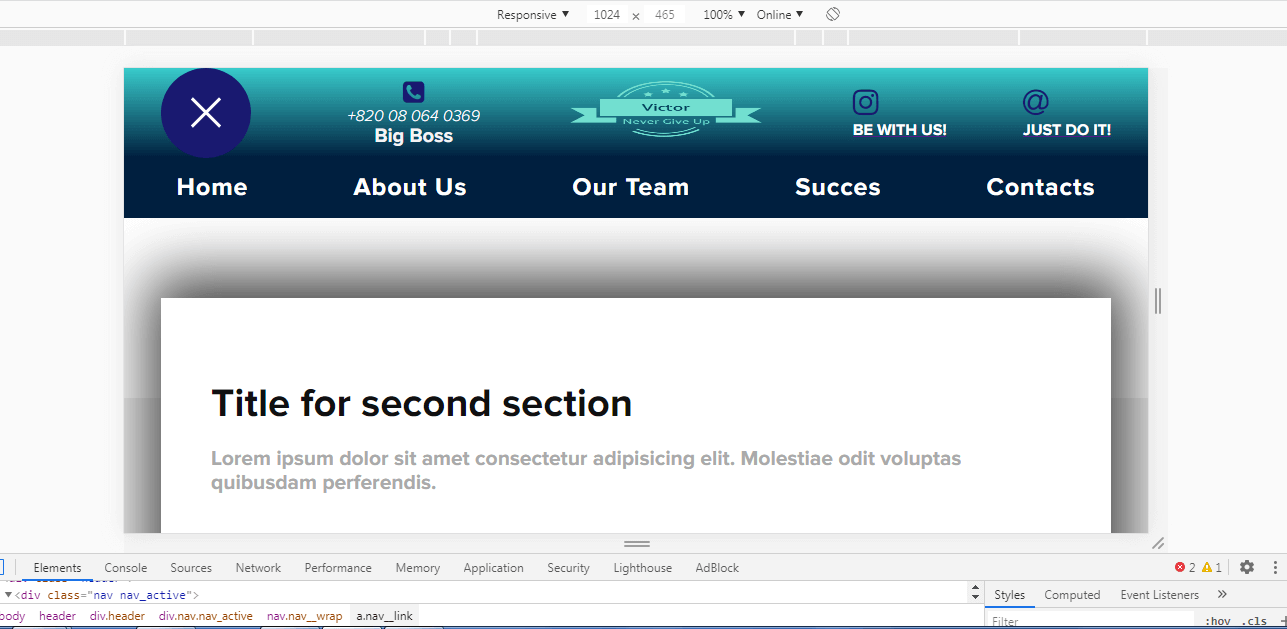 Responsive ▼ 1024 × 465 100% ▼ Online ▼
+820 08 064 0369
Big Boss
Victor
Never Give Up
BE WITH US!
@
JUST DO IT!
Home About Us Our Team Succes Contacts
Title for second section
Lorem ipsum dolor sit amet consectetur adipisicing elit. Molestiae odit voluptas
quibusdam perferendis.
Elements Console Sources Network Performance Memory Application Security Lighthouse AdBlock 2 1
▼<div class="nav nav_active">
body header div.header div.nav.nav_active nav.nav__wrap a.nav__link
Styles Computed Event Listeners »
Filter :hov .cls +